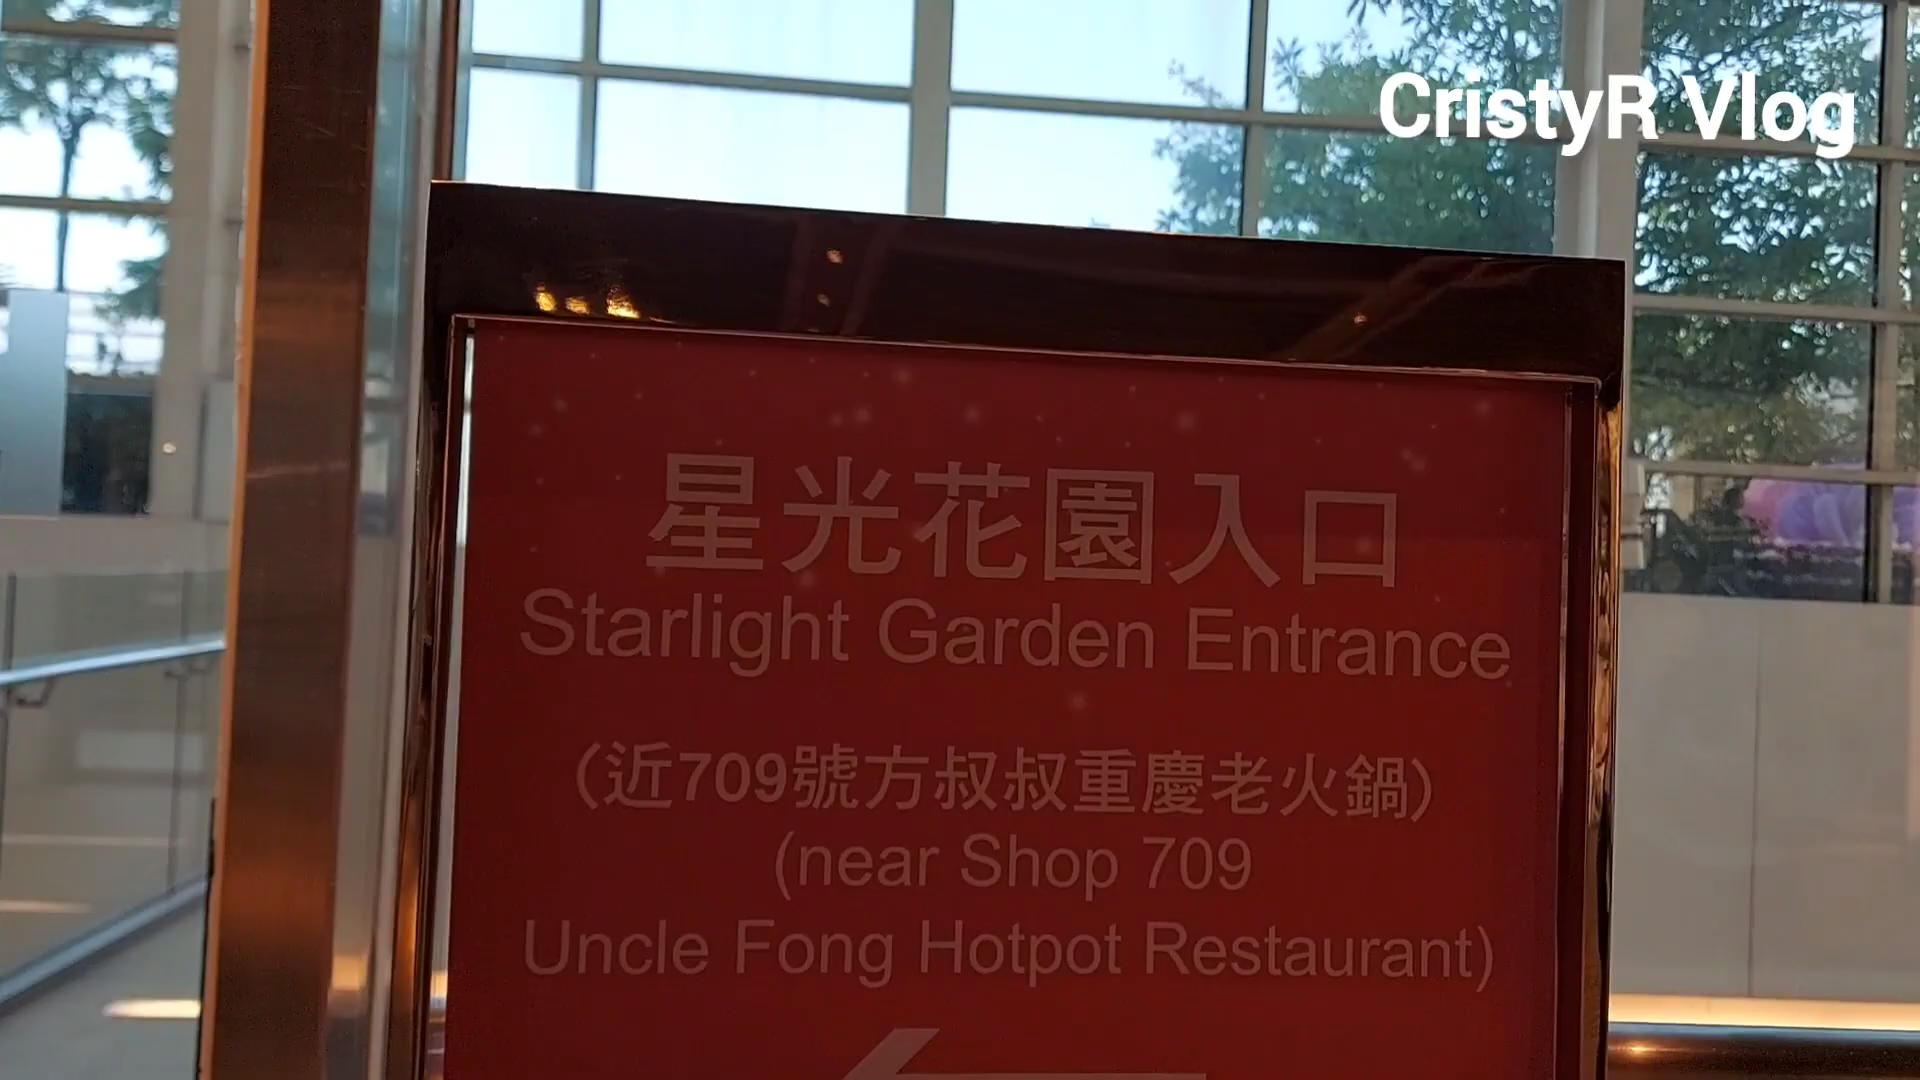 CristyR Vlog
星光花園入口
Starlight Garden Entrance
(近709號方叔叔重慶老火鍋)
(near Shop 709
Uncle Fong Hotpot Restaurant)